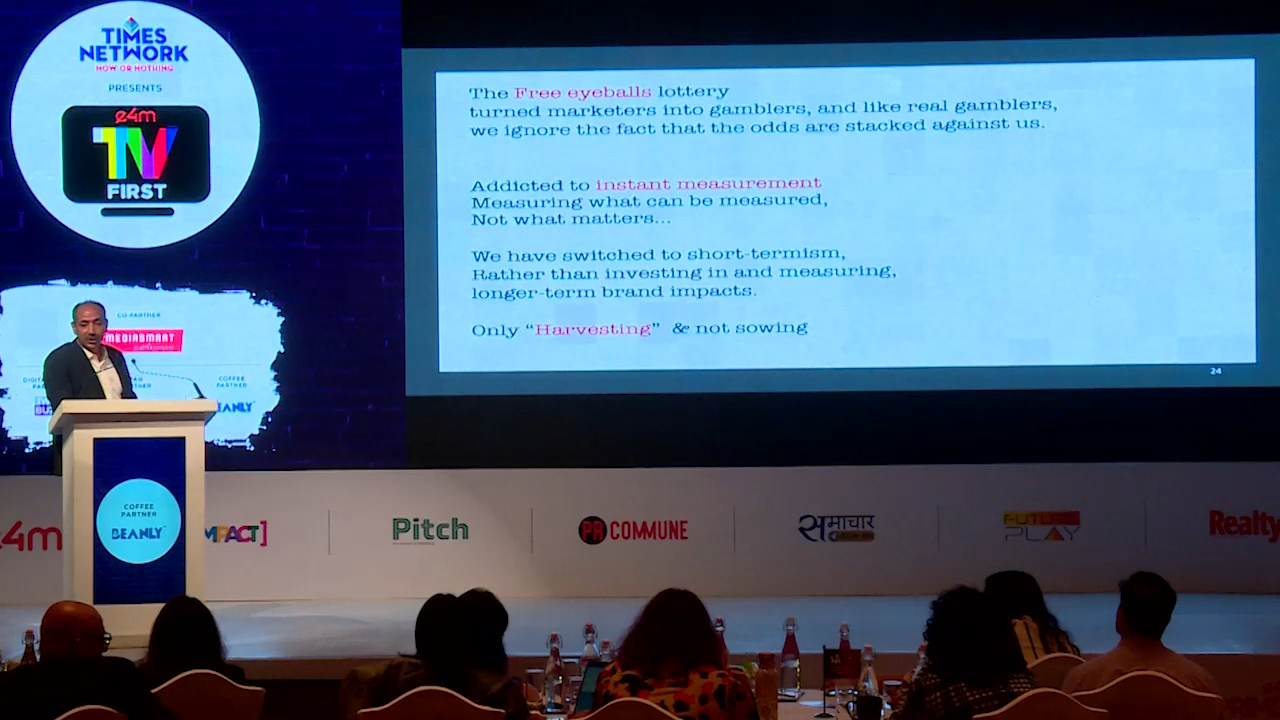 TIMES
NETWORK
NOW OR NOTHING
PRESENTS
e4m
TV
FIRST
CO-PARTNER
MEDIASMART
COFFEE
PARTNER
BEANLY
The Free eyeballs lottery
turned marketers into gamblers, and like real gamblers,
we ignore the fact that the odds are stacked against us.
Addicted to instant measurement
Measuring what can be measured,
Not what matters...
We have switched to short-termism,
Rather than investing in and measuring,
longer-term brand impacts.
Only “Harvesting” & not sowing
24
COFFEE
PARTNER
BEANLY
e4m
MPACT]
Pitch
PR COMMUNE
समाचार
FUTURE
PLAY
Realty